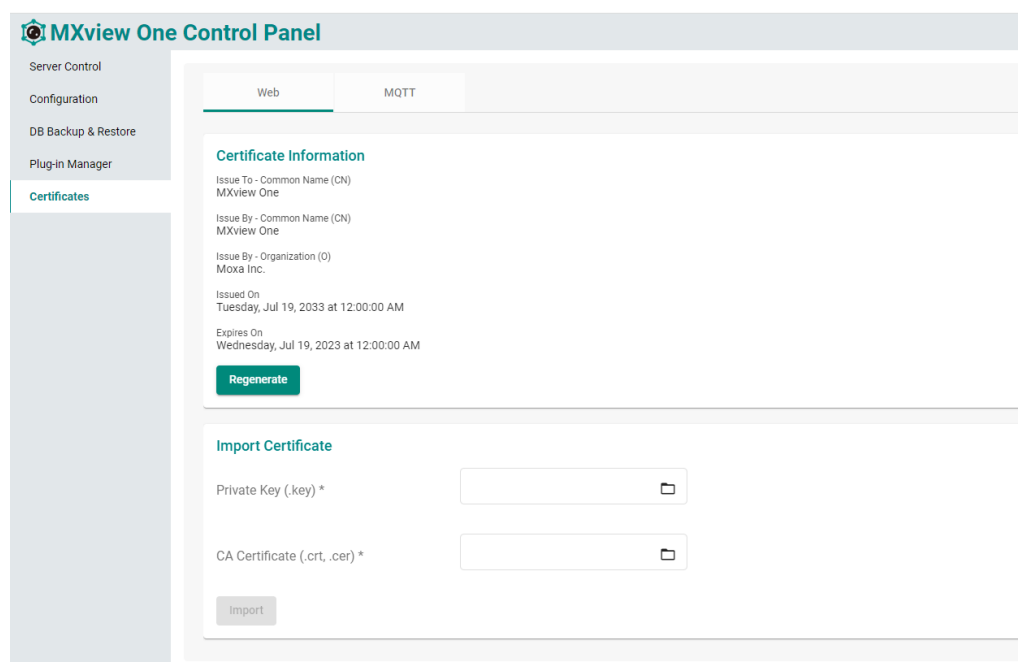 MXview One Control Panel
Server Control
Configuration
DB Backup & Restore
Plug-in Manager
Certificates
Web
MQTT
Certificate Information
Issue To - Common Name (CN)
MXview One
Issue By - Common Name (CN)
MXview One
Issue By - Organization (O)
Moxa Inc.
Issued On
Tuesday, Jul 19, 2033 at 12:00:00 AM
Expires On
Wednesday, Jul 19, 2023 at 12:00:00 AM
Regenerate
Import Certificate
Private Key (.key) *
CA Certificate (.crt, .cer) *
Import